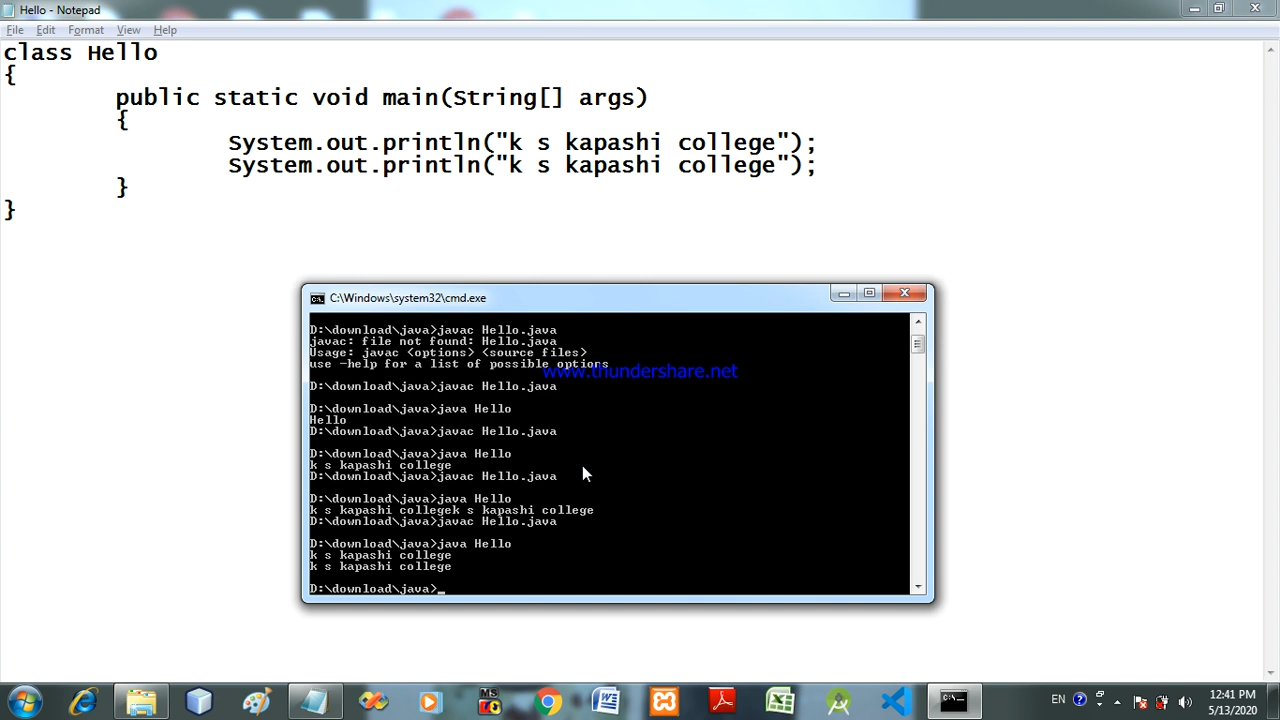 Hello - Notepad
File Edit Format View Help
class Hello
{
public static void main(String[] args)
{
System.out.println("k s kapashi college");
System.out.println("k s kapashi college");
}
}
C:\Windows\system32\cmd.exe
D:\download\java>javac Hello.java
javac: file not found: Hello.java
Usage: javac <options> <source files>
use -help for a list of possible options
www.thundershare.net
D:\download\java>javac Hello.java
D:\download\java>java Hello
Hello
D:\download\java>javac Hello.java
D:\download\java>java Hello
k s kapashi college
D:\download\java>javac Hello.java
D:\download\java>java Hello
k s kapashi collegek s kapashi college
D:\download\java>javac Hello.java
D:\download\java>java Hello
k s kapashi college
k s kapashi college
D:\download\java>_
MS
EN
12:41 PM
5/13/2020